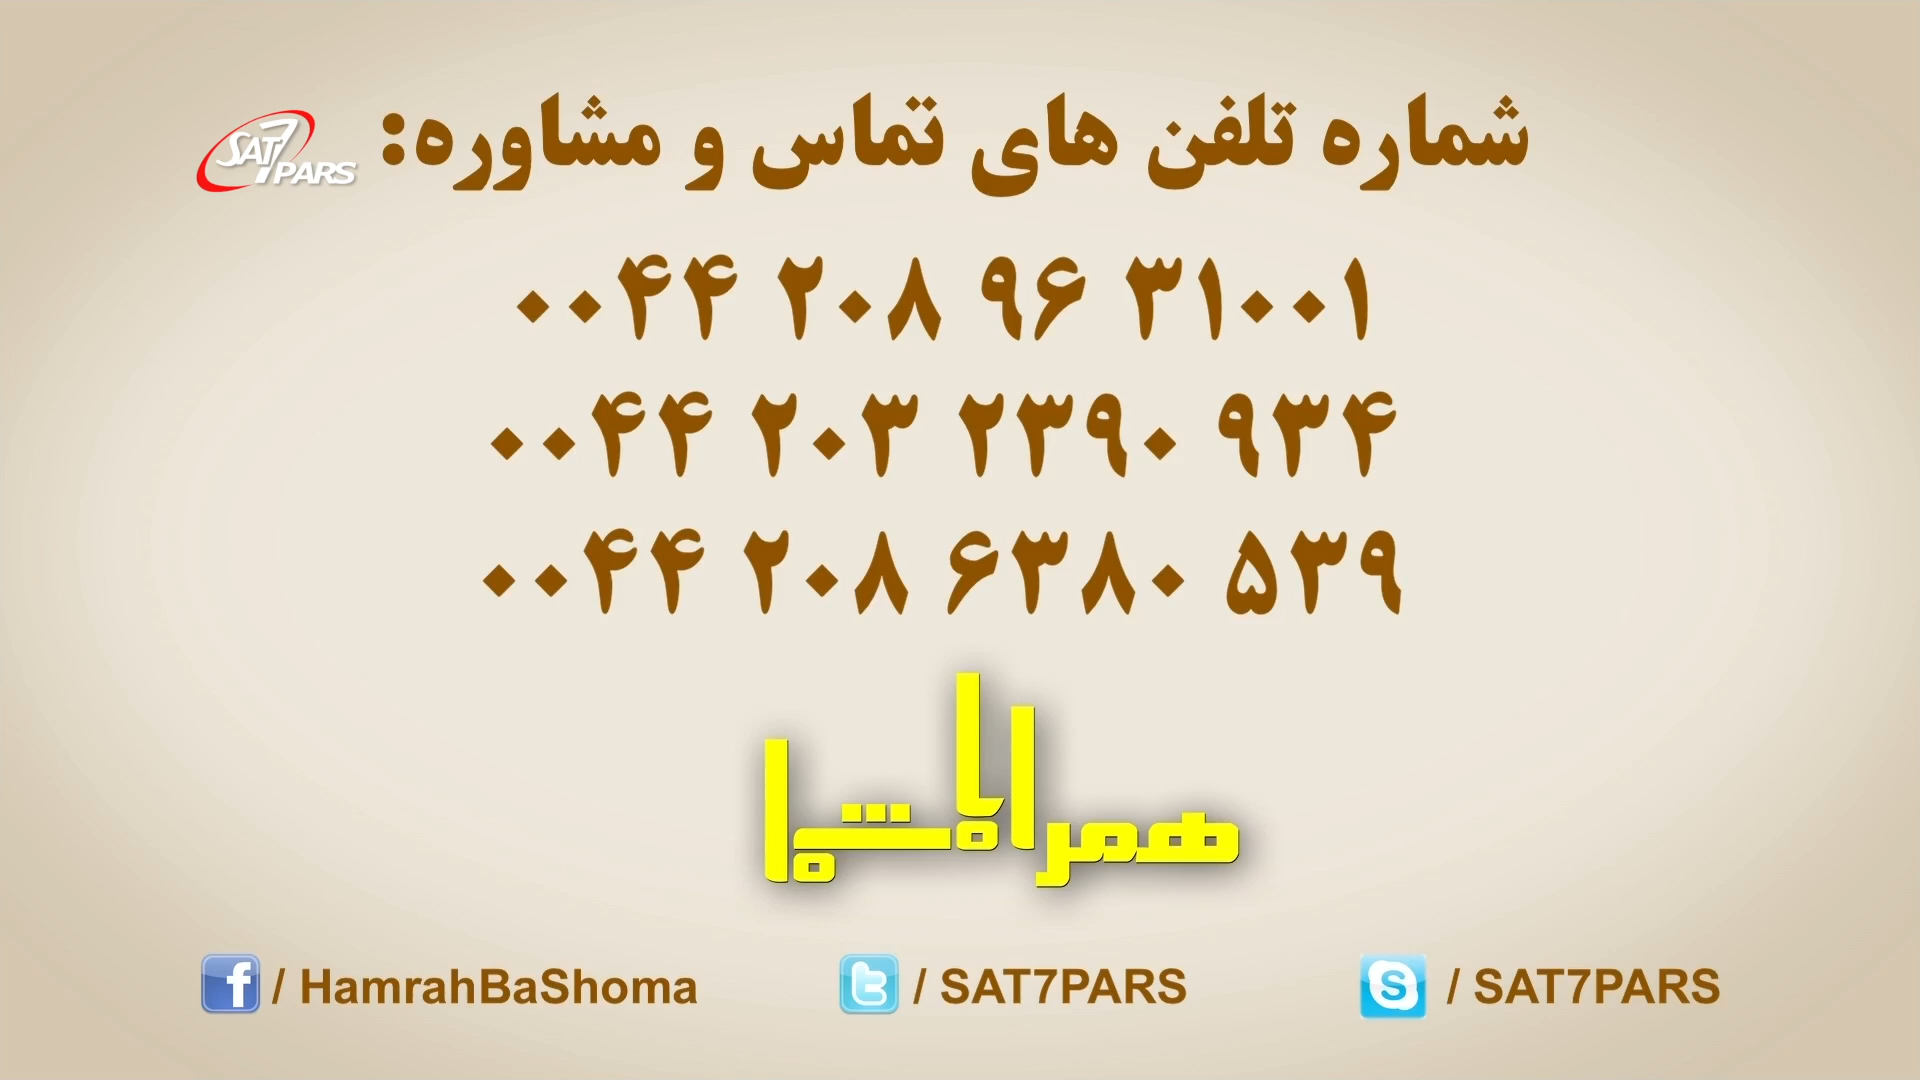 شماره تلفن های تماس و مشاوره:
SAT7 PARS
۰۰۴۴ ۲۰۸ ۹۶ ۳۱۰۰۱
۰۰۴۴ ۲۰۳ ۲۳۹۰ ۹۳۴
۰۰۴۴ ۲۰۸ ۶۳۸۰ ۵۳۹
همراه با شما
/ HamrahBaShoma
/ SAT7PARS
/ SAT7PARS